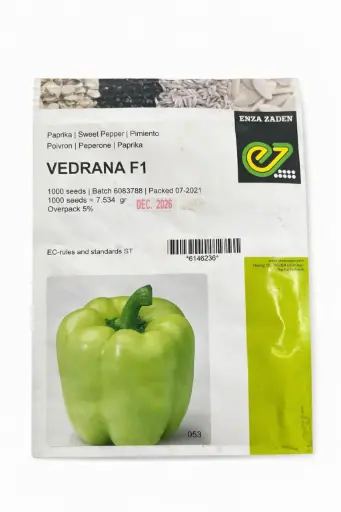 ENZA ZADEN
Paprika | Sweet Pepper | Pimiento
Poivron | Peperone | Paprika
VEDRANA F1
1000 seeds | Batch 6083788 | Packed 07-2021
1000 seeds = 7.534 gr
DEC. 2026
Overpack 5%
EC-rules and standards ST
*6146236*
953